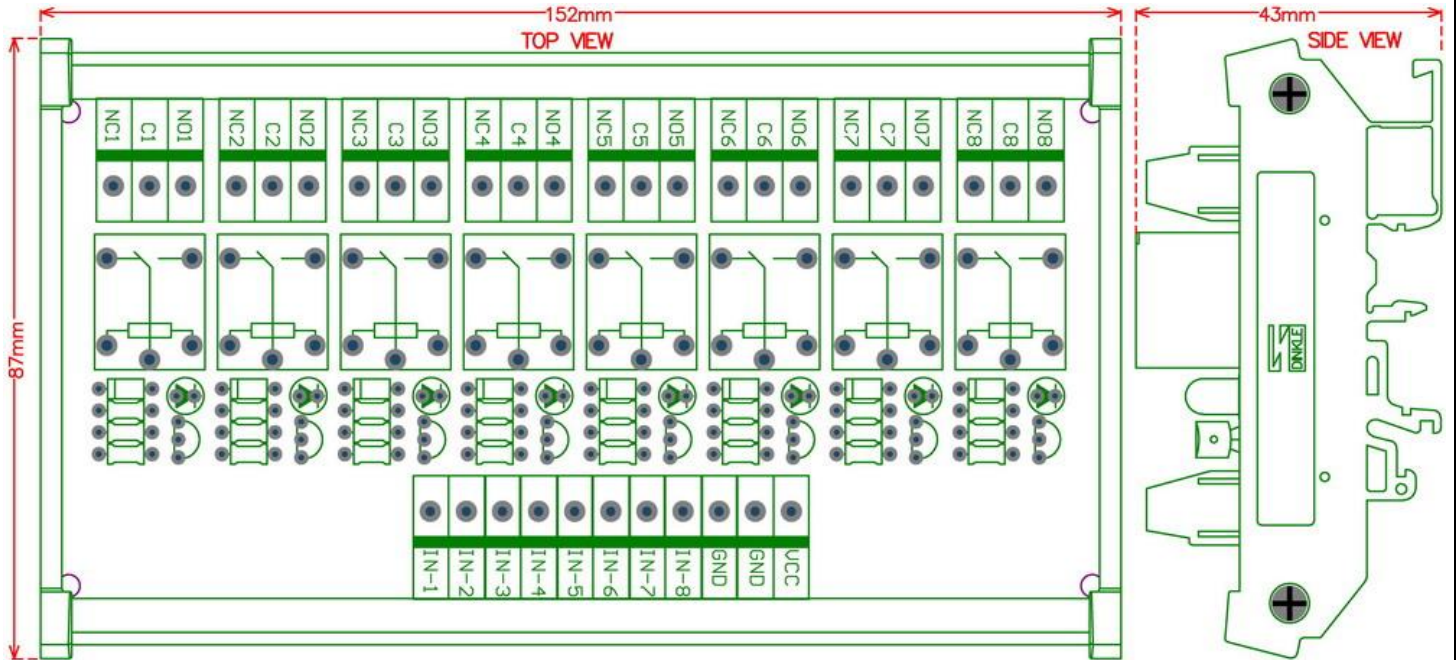 152mm
43mm
TOP VIEW
SIDE VIEW
87mm
NC1 C1 NO1
NC2 C2 NO2
NC3 C3 NO3
NC4 C4 NO4
NC5 C5 NO5
NC6 C6 NO6
NC7 C7 NO7
NC8 C8 NO8
DINKLE
IN-1
IN-2
IN-3
IN-4
IN-5
IN-6
IN-7
IN-8
GND
GND
VCC